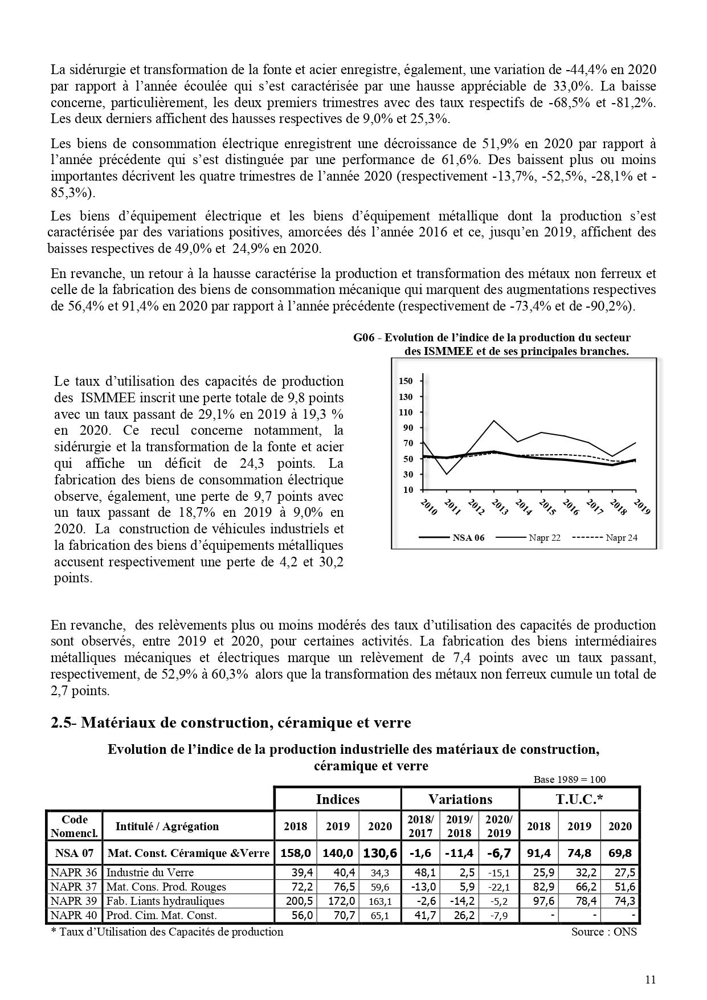 La sidérurgie et transformation de la fonte et acier enregistre, également, une variation de -44,4% en 2020
par rapport à l’année écoulée qui s’est caractérisée par une hausse appréciable de 33,0%. La baisse
concerne, particulièrement, les deux premiers trimestres avec des taux respectifs de -68,5% et -81,2%.
Les deux derniers affichent des hausses respectives de 9,0% et 25,3%.
Les biens de consommation électrique enregistrent une décroissance de 51,9% en 2020 par rapport à
l’année précédente qui s’est distinguée par une performance de 61,6%. Des baissent plus ou moins
importantes décrivent les quatre trimestres de l’année 2020 (respectivement -13,7%, -52,5%, -28,1% et -
85,3%).
Les biens d’équipement électrique et les biens d’équipement métallique dont la production s’est
caractérisée par des variations positives, amorcées dés l’année 2016 et ce, jusqu’en 2019, affichent des
baisses respectives de 49,0% et 24,9% en 2020.
En revanche, un retour à la hausse caractérise la production et transformation des métaux non ferreux et
celle de la fabrication des biens de consommation mécanique qui marquent des augmentations respectives
de 56,4% et 91,4% en 2020 par rapport à l’année précédente (respectivement de -73,4% et de -90,2%).
G06 - Evolution de l’indice de la production du secteur
des ISMMEE et de ses principales branches.
Le taux d’utilisation des capacités de production
des ISMMEE inscrit une perte totale de 9,8 points
avec un taux passant de 29,1% en 2019 à 19,3 %
en 2020. Ce recul concerne notamment, la
sidérurgie et la transformation de la fonte et acier
qui affiche un déficit de 24,3 points. La
fabrication des biens de consommation électrique
observe, également, une perte de 9,7 points avec
un taux passant de 18,7% en 2019 à 9,0% en
2020. La construction de véhicules industriels et
la fabrication des biens d’équipements métalliques
accusent respectivement une perte de 4,2 et 30,2
points.
150
130
110
90
70
50
30
10
2010 2011 2012 2013 2014 2015 2016 2017 2018 2019
NSA 06 Napr 22 Napr 24
En revanche, des relèvements plus ou moins modérés des taux d’utilisation des capacités de production
sont observés, entre 2019 et 2020, pour certaines activités. La fabrication des biens intermédiaires
métalliques mécaniques et électriques marque un relèvement de 7,4 points avec un taux passant,
respectivement, de 52,9% à 60,3% alors que la transformation des métaux non ferreux cumule un total de
2,7 points.
2.5- Matériaux de construction, céramique et verre
Evolution de l’indice de la production industrielle des matériaux de construction,
céramique et verre
Base 1989 = 100
Indices Variations T.U.C.*
Code Nomencl. Intitulé / Agrégation 2018 2019 2020 2018/ 2017 2019/ 2018 2020/ 2019 2018 2019 2020
NSA 07 Mat. Const. Céramique &Verre 158,0 140,0 130,6 -1,6 -11,4 -6,7 91,4 74,8 69,8
NAPR 36 Industrie du Verre 39,4 40,4 34,3 48,1 2,5 -15,1 25,9 32,2 27,5
NAPR 37 Mat. Cons. Prod. Rouges 72,2 76,5 59,6 -13,0 5,9 -22,1 82,9 66,2 51,6
NAPR 39 Fab. Liants hydrauliques 200,5 172,0 163,1 -2,6 -14,2 -5,2 97,6 78,4 74,3
NAPR 40 Prod. Cim. Mat. Const. 56,0 70,7 65,1 41,7 26,2 -7,9 - - -
* Taux d’Utilisation des Capacités de production Source : ONS
11